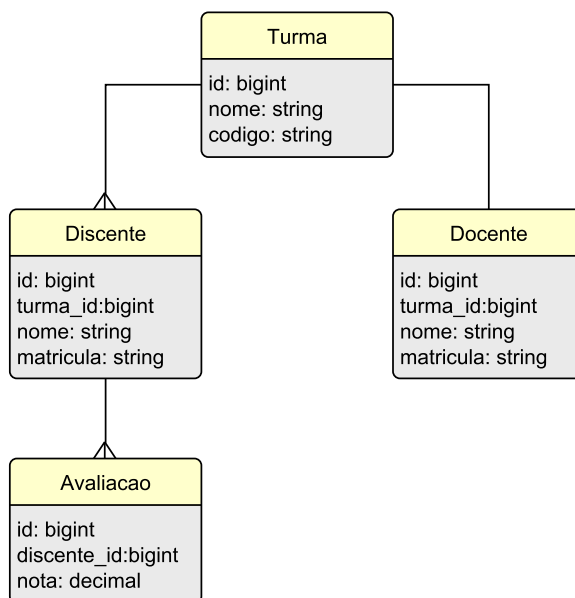 Turma
id: bigint
nome: string
codigo: string
Discente
id: bigint
turma_id:bigint
nome: string
matricula: string
Docente
id: bigint
turma_id:bigint
nome: string
matricula: string
Avaliacao
id: bigint
discente_id:bigint
nota: decimal